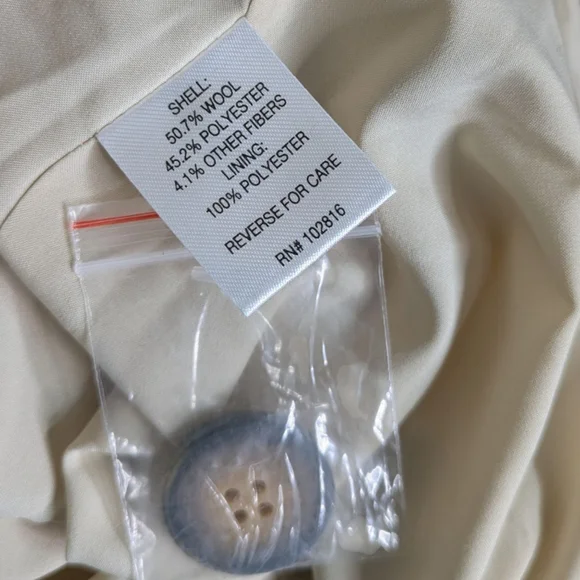 SHELL:
50.7% WOOL
45.2% POLYESTER
4.1% OTHER FIBERS
LINING:
100% POLYESTER
REVERSE FOR CARE
RN# 102816